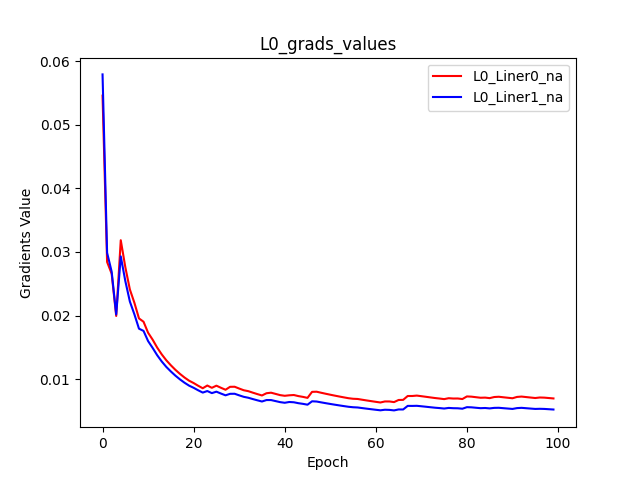 L0_grads_values
L0_Liner0_na
L0_Liner1_na
0.06
0.05
0.04
0.03
0.02
0.01
Gradients Value
0 20 40 60 80 100
Epoch